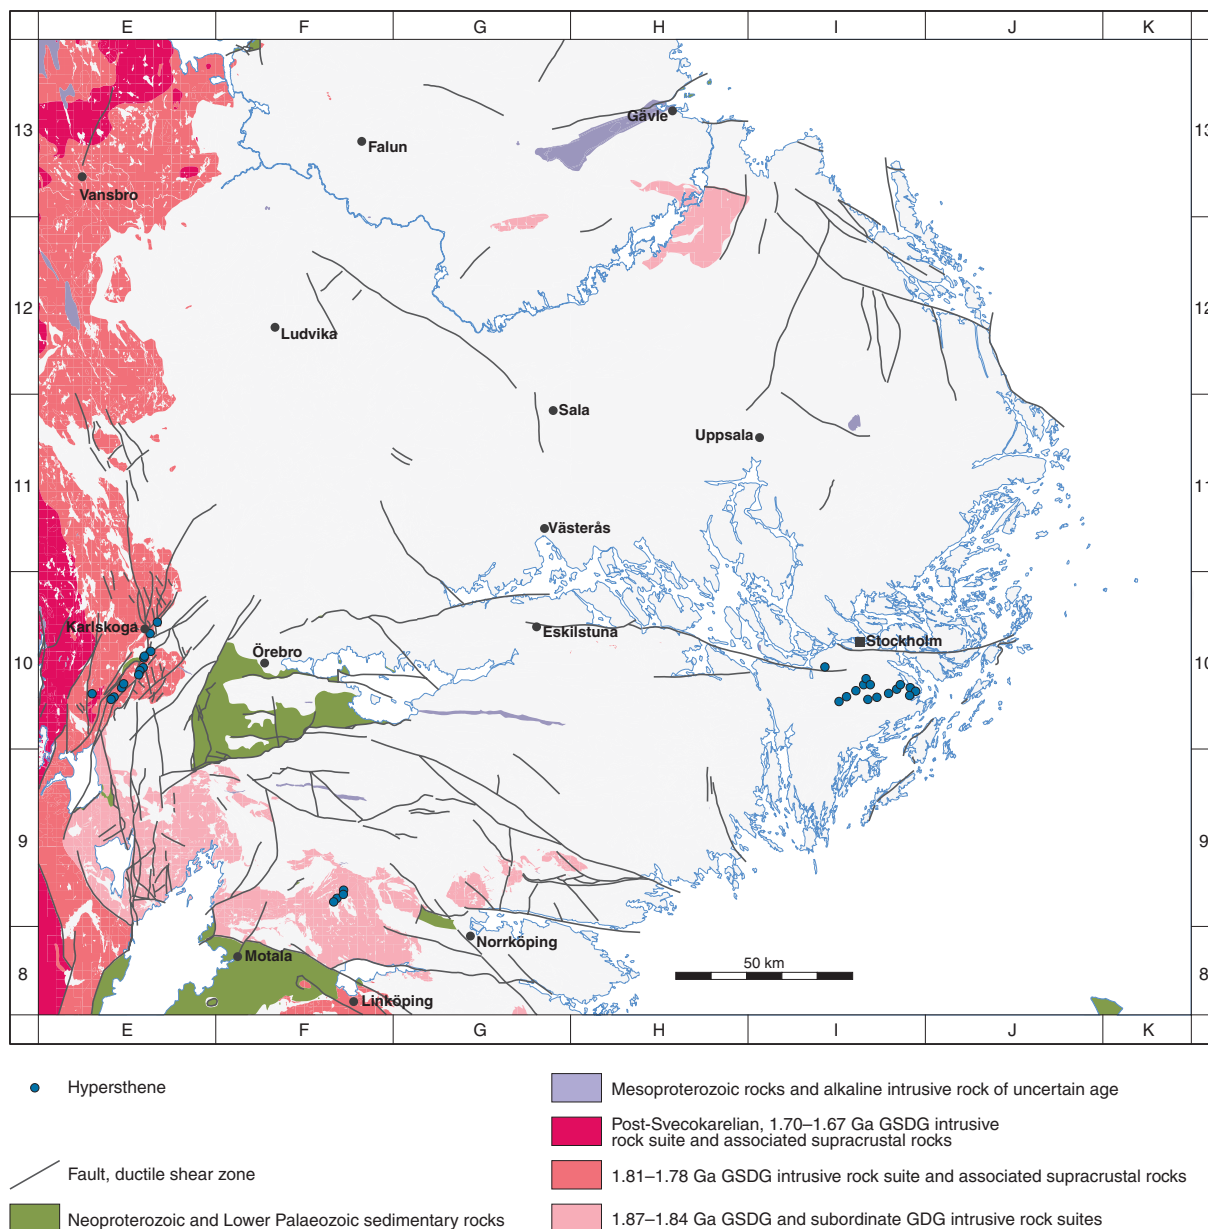 E F G H I J K
13 Gävle 13
Falun
Vansbro
12 12
Ludvika
Sala
Uppsala
11 11
Västerås
Karlskoga
Eskilstuna
Stockholm
Örebro
10 10
9 9
Norrköping
Motala
50 km
8 8
Linköping
E F G H I J K
Hypersthene
Fault, ductile shear zone
Neoproterozoic and Lower Palaeozoic sedimentary rocks
Mesoproterozoic rocks and alkaline intrusive rock of uncertain age
Post-Svecokarelian, 1.70–1.67 Ga GSDG intrusive
rock suite and associated supracrustal rocks
1.81–1.78 Ga GSDG intrusive rock suite and associated supracrustal rocks
1.87–1.84 Ga GSDG and subordinate GDG intrusive rock suites